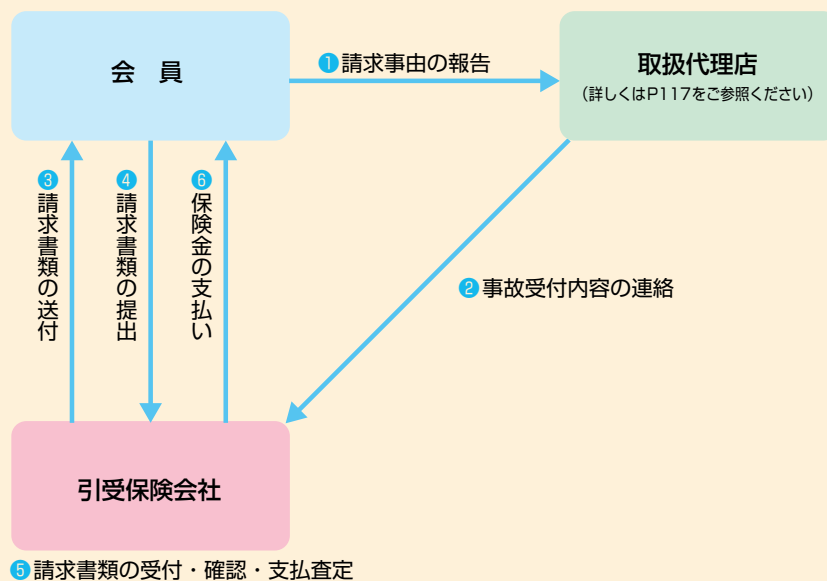 会 員
❶請求事由の報告
取扱代理店
（詳しくはP117をご参照ください）
❸請求書類の送付
❹請求書類の提出
❻保険金の支払い
❷事故受付内容の連絡
引受保険会社
❺請求書類の受付・確認・支払査定